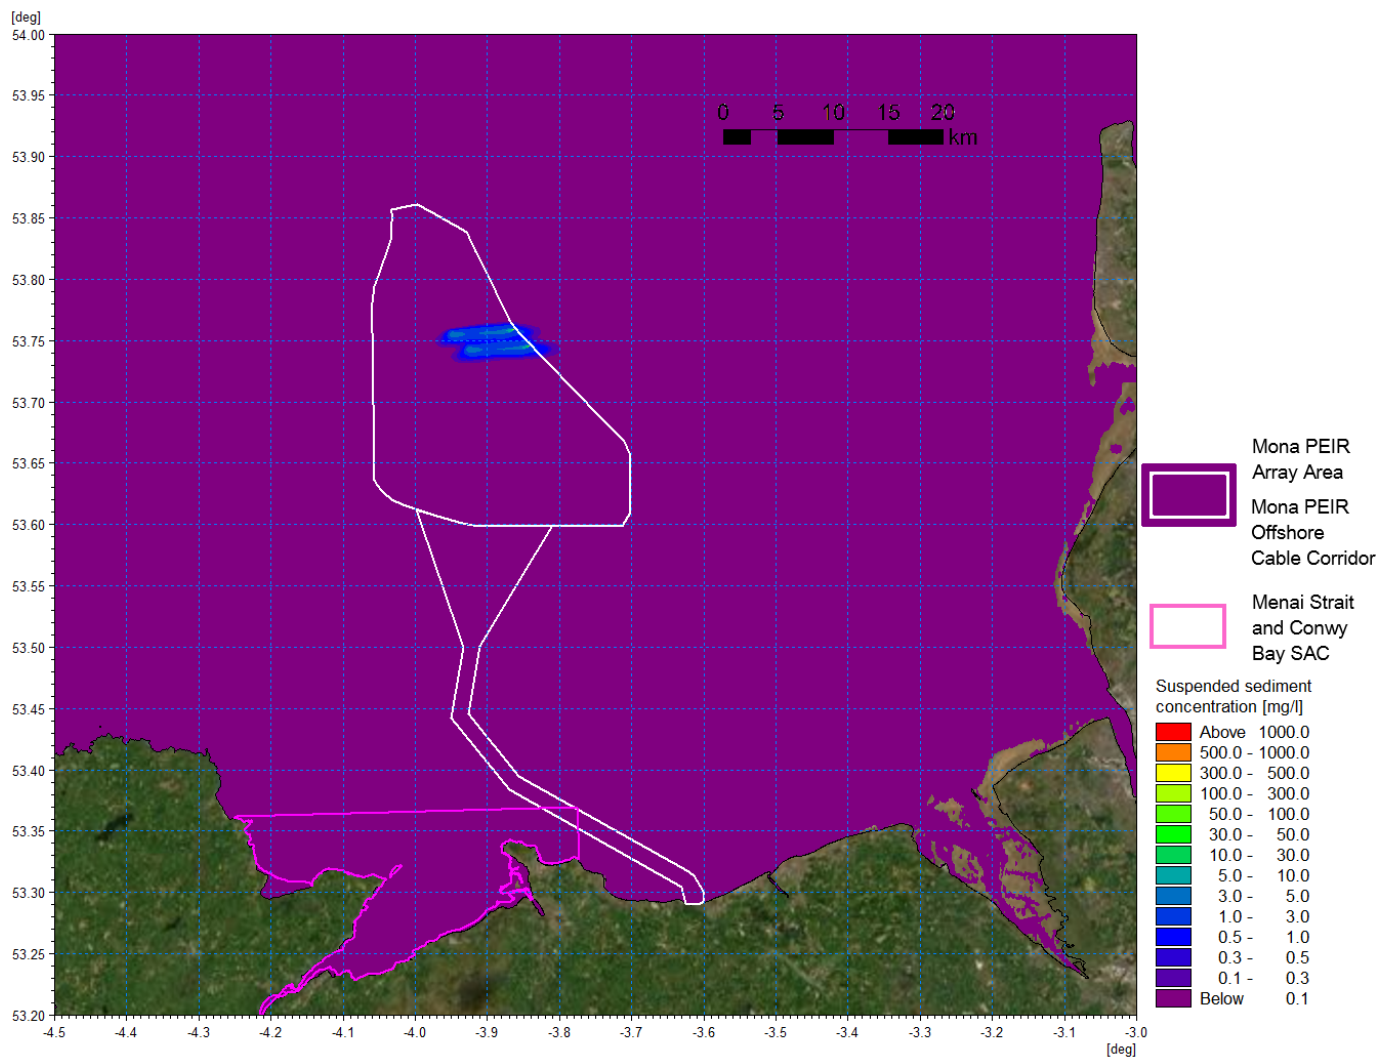 [deg]
54.00
53.95
53.90
53.85
53.80
53.75
53.70
53.65
53.60
53.55
53.50
53.45
53.40
53.35
53.30
53.25
53.20
-4.5 -4.4 -4.3 -4.2 -4.1 -4.0 -3.9 -3.8 -3.7 -3.6 -3.5 -3.4 -3.3 -3.2 -3.1 -3.0
[deg]
0 5 10 15 20
km
Mona PEIR
Array Area
Mona PEIR
Offshore
Cable Corridor
Menai Strait
and Conwy
Bay SAC
Suspended sediment
concentration [mg/l]
Above 1000.0
500.0 - 1000.0
300.0 - 500.0
100.0 - 300.0
50.0 - 100.0
30.0 - 50.0
10.0 - 30.0
5.0 - 10.0
3.0 - 5.0
1.0 - 3.0
0.5 - 1.0
0.3 - 0.5
0.1 - 0.3
Below 0.1